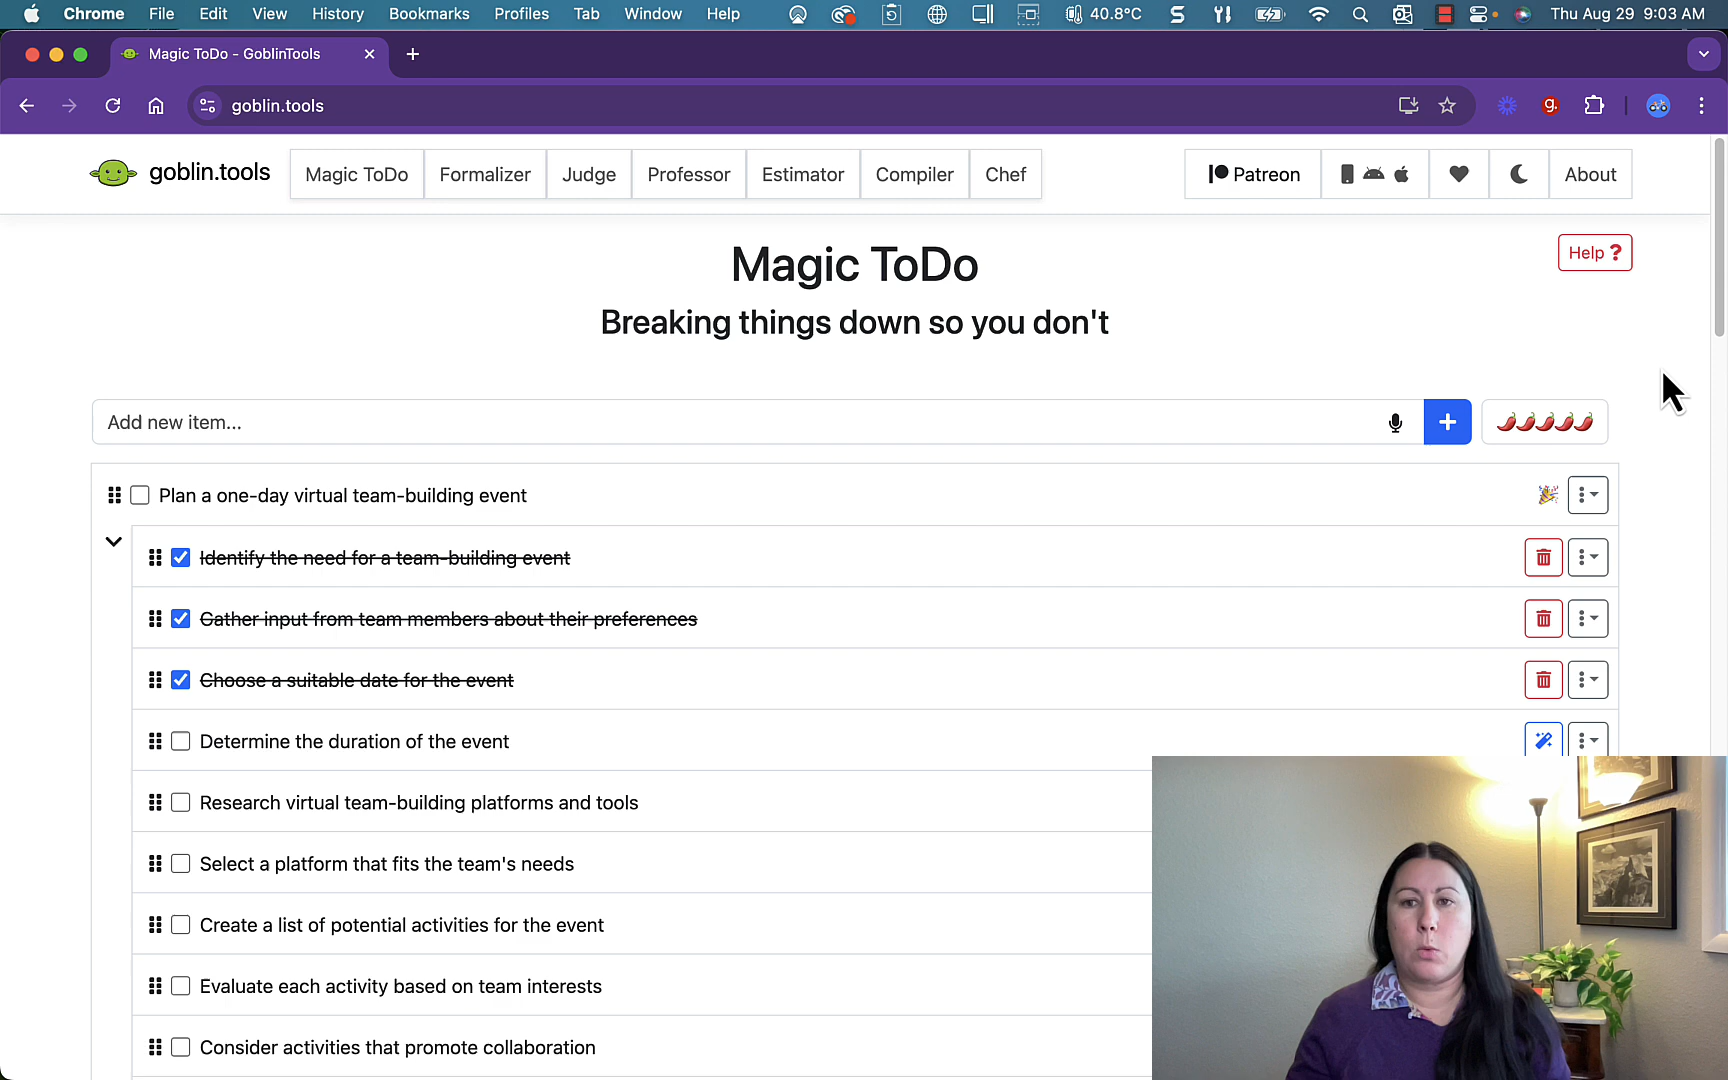 Chrome File Edit View History Bookmarks Profiles Tab Window Help 40.8°C Thu Aug 29 9:03 AM
Magic ToDo - GoblinTools
goblin.tools
goblin.tools Magic ToDo Formalizer Judge Professor Estimator Compiler Chef Patreon About
Magic ToDo
Help ?
Breaking things down so you don't
Add new item...
Plan a one-day virtual team-building event
Identify the need for a team-building event
Gather input from team members about their preferences
Choose a suitable date for the event
Determine the duration of the event
Research virtual team-building platforms and tools
Select a platform that fits the team's needs
Create a list of potential activities for the event
Evaluate each activity based on team interests
Consider activities that promote collaboration